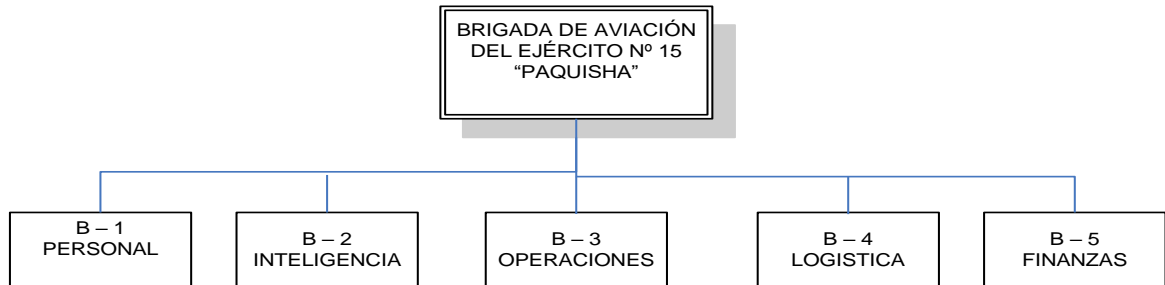 BRIGADA DE AVIACIÓN
DEL EJÉRCITO Nº 15
“PAQUISHA”
B – 1
PERSONAL
B – 2
INTELIGENCIA
B – 3
OPERACIONES
B – 4
LOGISTICA
B – 5
FINANZAS